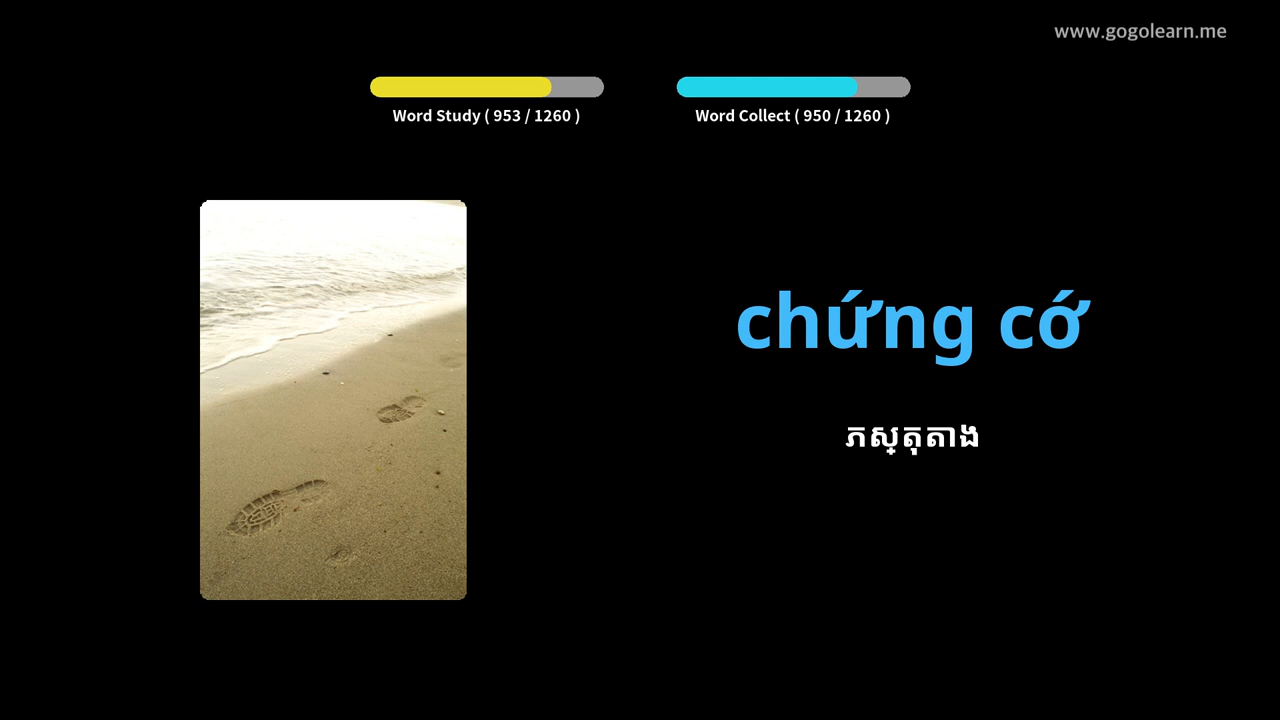 www.gogolearn.me
Word Study ( 953 / 1260 )
Word Collect ( 950 / 1260 )
chứng cớ
ភស្តុតាង